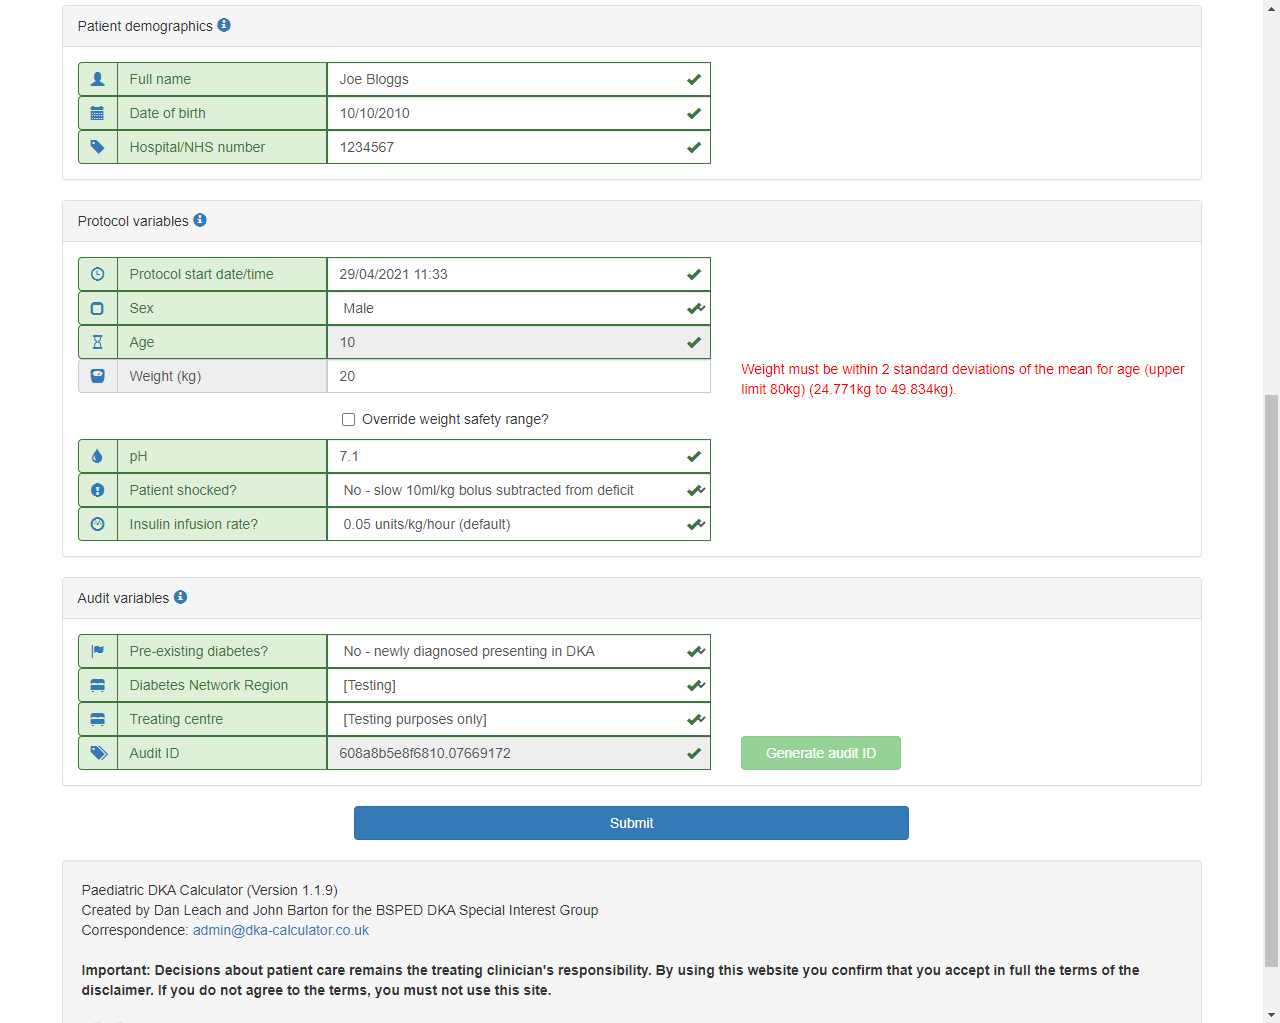 Patient demographics
Full name Joe Bloggs
Date of birth 10/10/2010
Hospital/NHS number 1234567
Protocol variables
Protocol start date/time 29/04/2021 11:33
Sex Male
Age 10
Weight (kg) 20
Weight must be within 2 standard deviations of the mean for age (upper
limit 80kg) (24.771kg to 49.834kg).
Override weight safety range?
pH 7.1
Patient shocked? No - slow 10ml/kg bolus subtracted from deficit
Insulin infusion rate? 0.05 units/kg/hour (default)
Audit variables
Pre-existing diabetes? No - newly diagnosed presenting in DKA
Diabetes Network Region [Testing]
Treating centre [Testing purposes only]
Audit ID 608a8b5e8f6810.07669172 Generate audit ID
Submit
Paediatric DKA Calculator (Version 1.1.9)
Created by Dan Leach and John Barton for the BSPED DKA Special Interest Group
Correspondence: admin@dka-calculator.co.uk
Important: Decisions about patient care remains the treating clinician's responsibility. By using this website you confirm that you accept in full the terms of the
disclaimer. If you do not agree to the terms, you must not use this site.